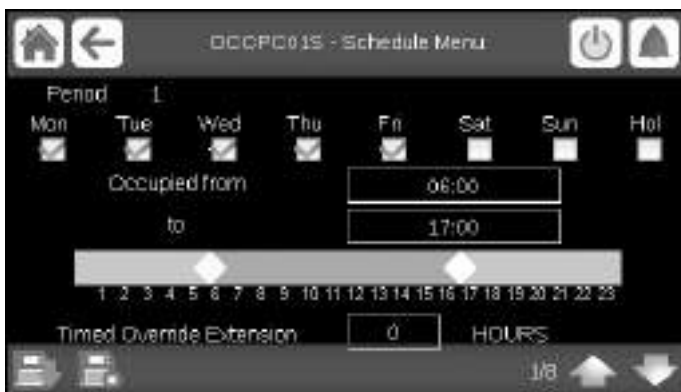 OCCPC01S - Schedule Menu
Period 1
Mon Tue Wed Thu Fri Sat Sun Hol
Occupied from 06:00
to 17:00
1 2 3 4 5 6 7 8 9 10 11 12 13 14 15 16 17 18 19 20 21 22 23
Timed Override Extension 0 HOURS
1/8